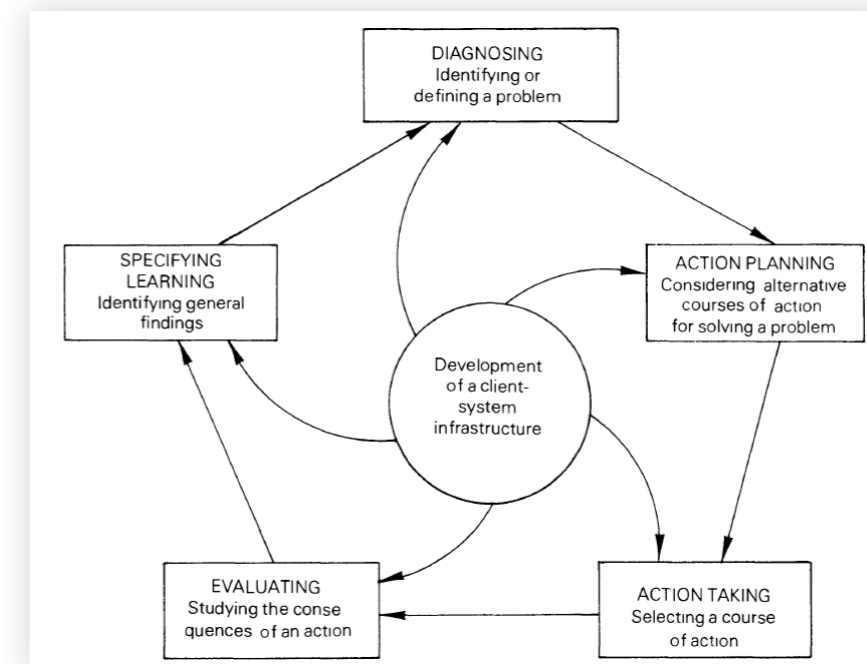 DIAGNOSING
Identifying or
defining a problem
SPECIFYING
LEARNING
Identifying general
findings
ACTION PLANNING
Considering alternative
courses of action
for solving a problem
Development
of a client-
system
infrastructure
EVALUATING
Studying the conse
quences of an action
ACTION TAKING
Selecting a course
of action